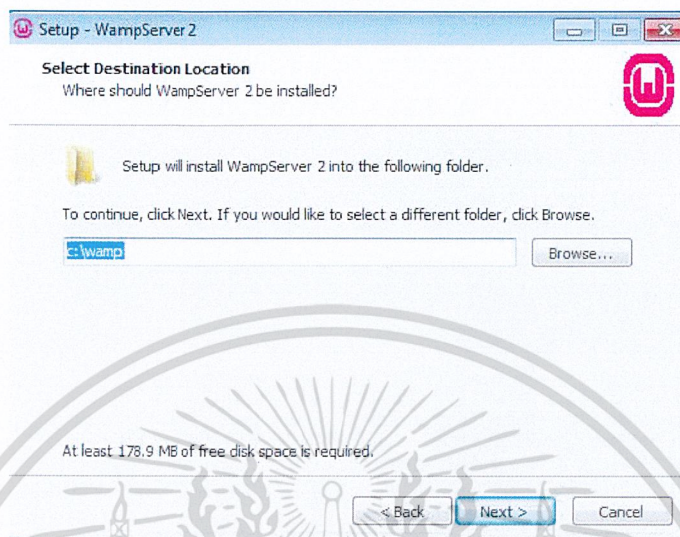 Setup - WampServer 2
Select Destination Location
Where should WampServer 2 be installed?
Setup will install WampServer 2 into the following folder.
To continue, click Next. If you would like to select a different folder, click Browse.
c:\wamp
Browse...
At least 178.9 MB of free disk space is required.
< Back
Next >
Cancel